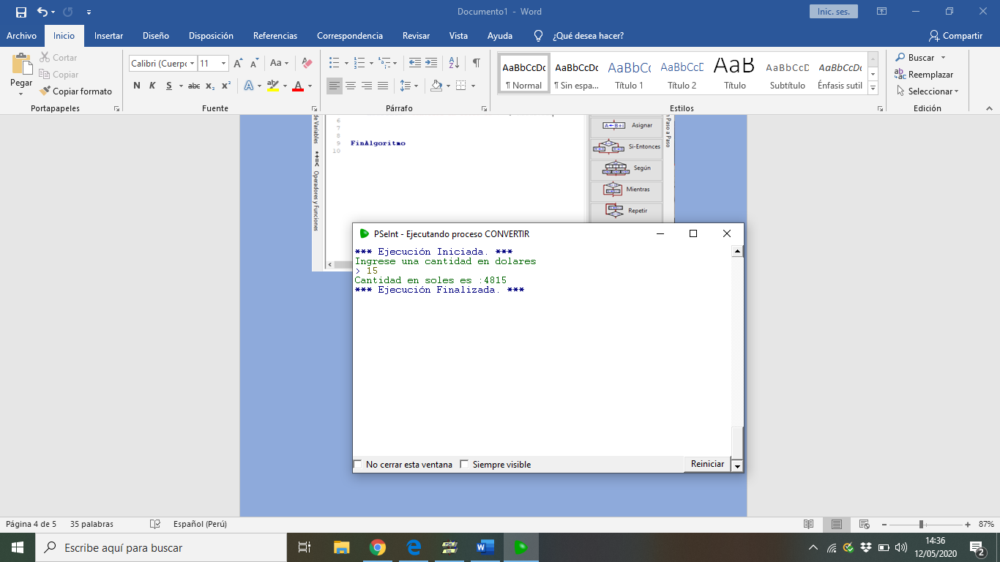 Documento1 - Word
Inic. ses.
Archivo Inicio Insertar Diseño Disposición Referencias Correspondencia Revisar Vista Ayuda ¿Qué desea hacer? Compartir
Pegar
Cortar
Copiar
Copiar formato
Portapapeles
Calibri (Cuerpo 11
Fuente
Párrafo
AaBbCcDc AaBbCcDc AaBbCc AaBbCcD AaB AaBbCcD AaBbCcDc
¶ Normal ¶ Sin espa... Título 1 Título 2 Título Subtítulo Énfasis sutil
Estilos
Buscar
Reemplazar
Seleccionar
Edición
6
7
8
9 FinAlgoritmo
10
de Variables
*+=< Operadores y Funciones
Asignar
Si-Entonces
Según
Mientras
Repetir
n Paso a Paso
PSeInt - Ejecutando proceso CONVERTIR
*** Ejecución Iniciada. ***
Ingrese una cantidad en dolares
> 15
Cantidad en soles es :4815
*** Ejecución Finalizada. ***
No cerrar esta ventana Siempre visible Reiniciar
Página 4 de 5 35 palabras Español (Perú) 87%
Escribe aquí para buscar
14:36
12/05/2020
2